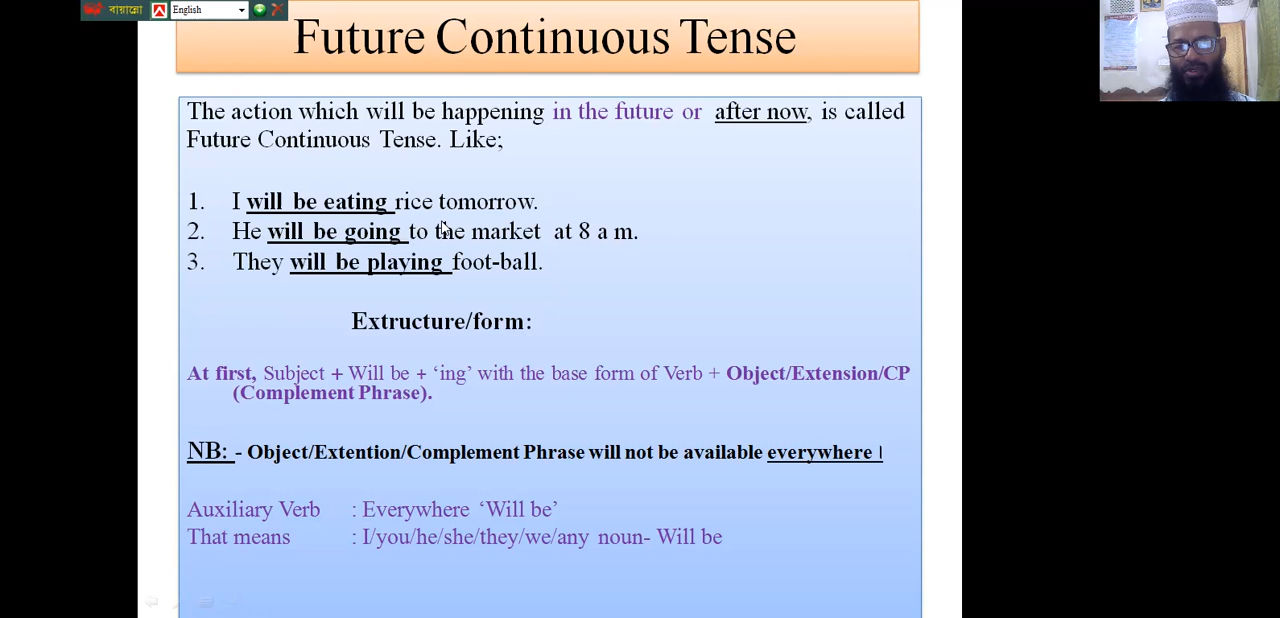 বায়ান্নো English
Future Continuous Tense
The action which will be happening in the future or after now, is called
Future Continuous Tense. Like;
1. I will be eating rice tomorrow.
2. He will be going to the market at 8 a m.
3. They will be playing foot-ball.
Extructure/form:
At first, Subject + Will be + ‘ing’ with the base form of Verb + Object/Extension/CP
(Complement Phrase).
NB: - Object/Extention/Complement Phrase will not be available everywhere।
Auxiliary Verb : Everywhere ‘Will be’
That means : I/you/he/she/they/we/any noun- Will be